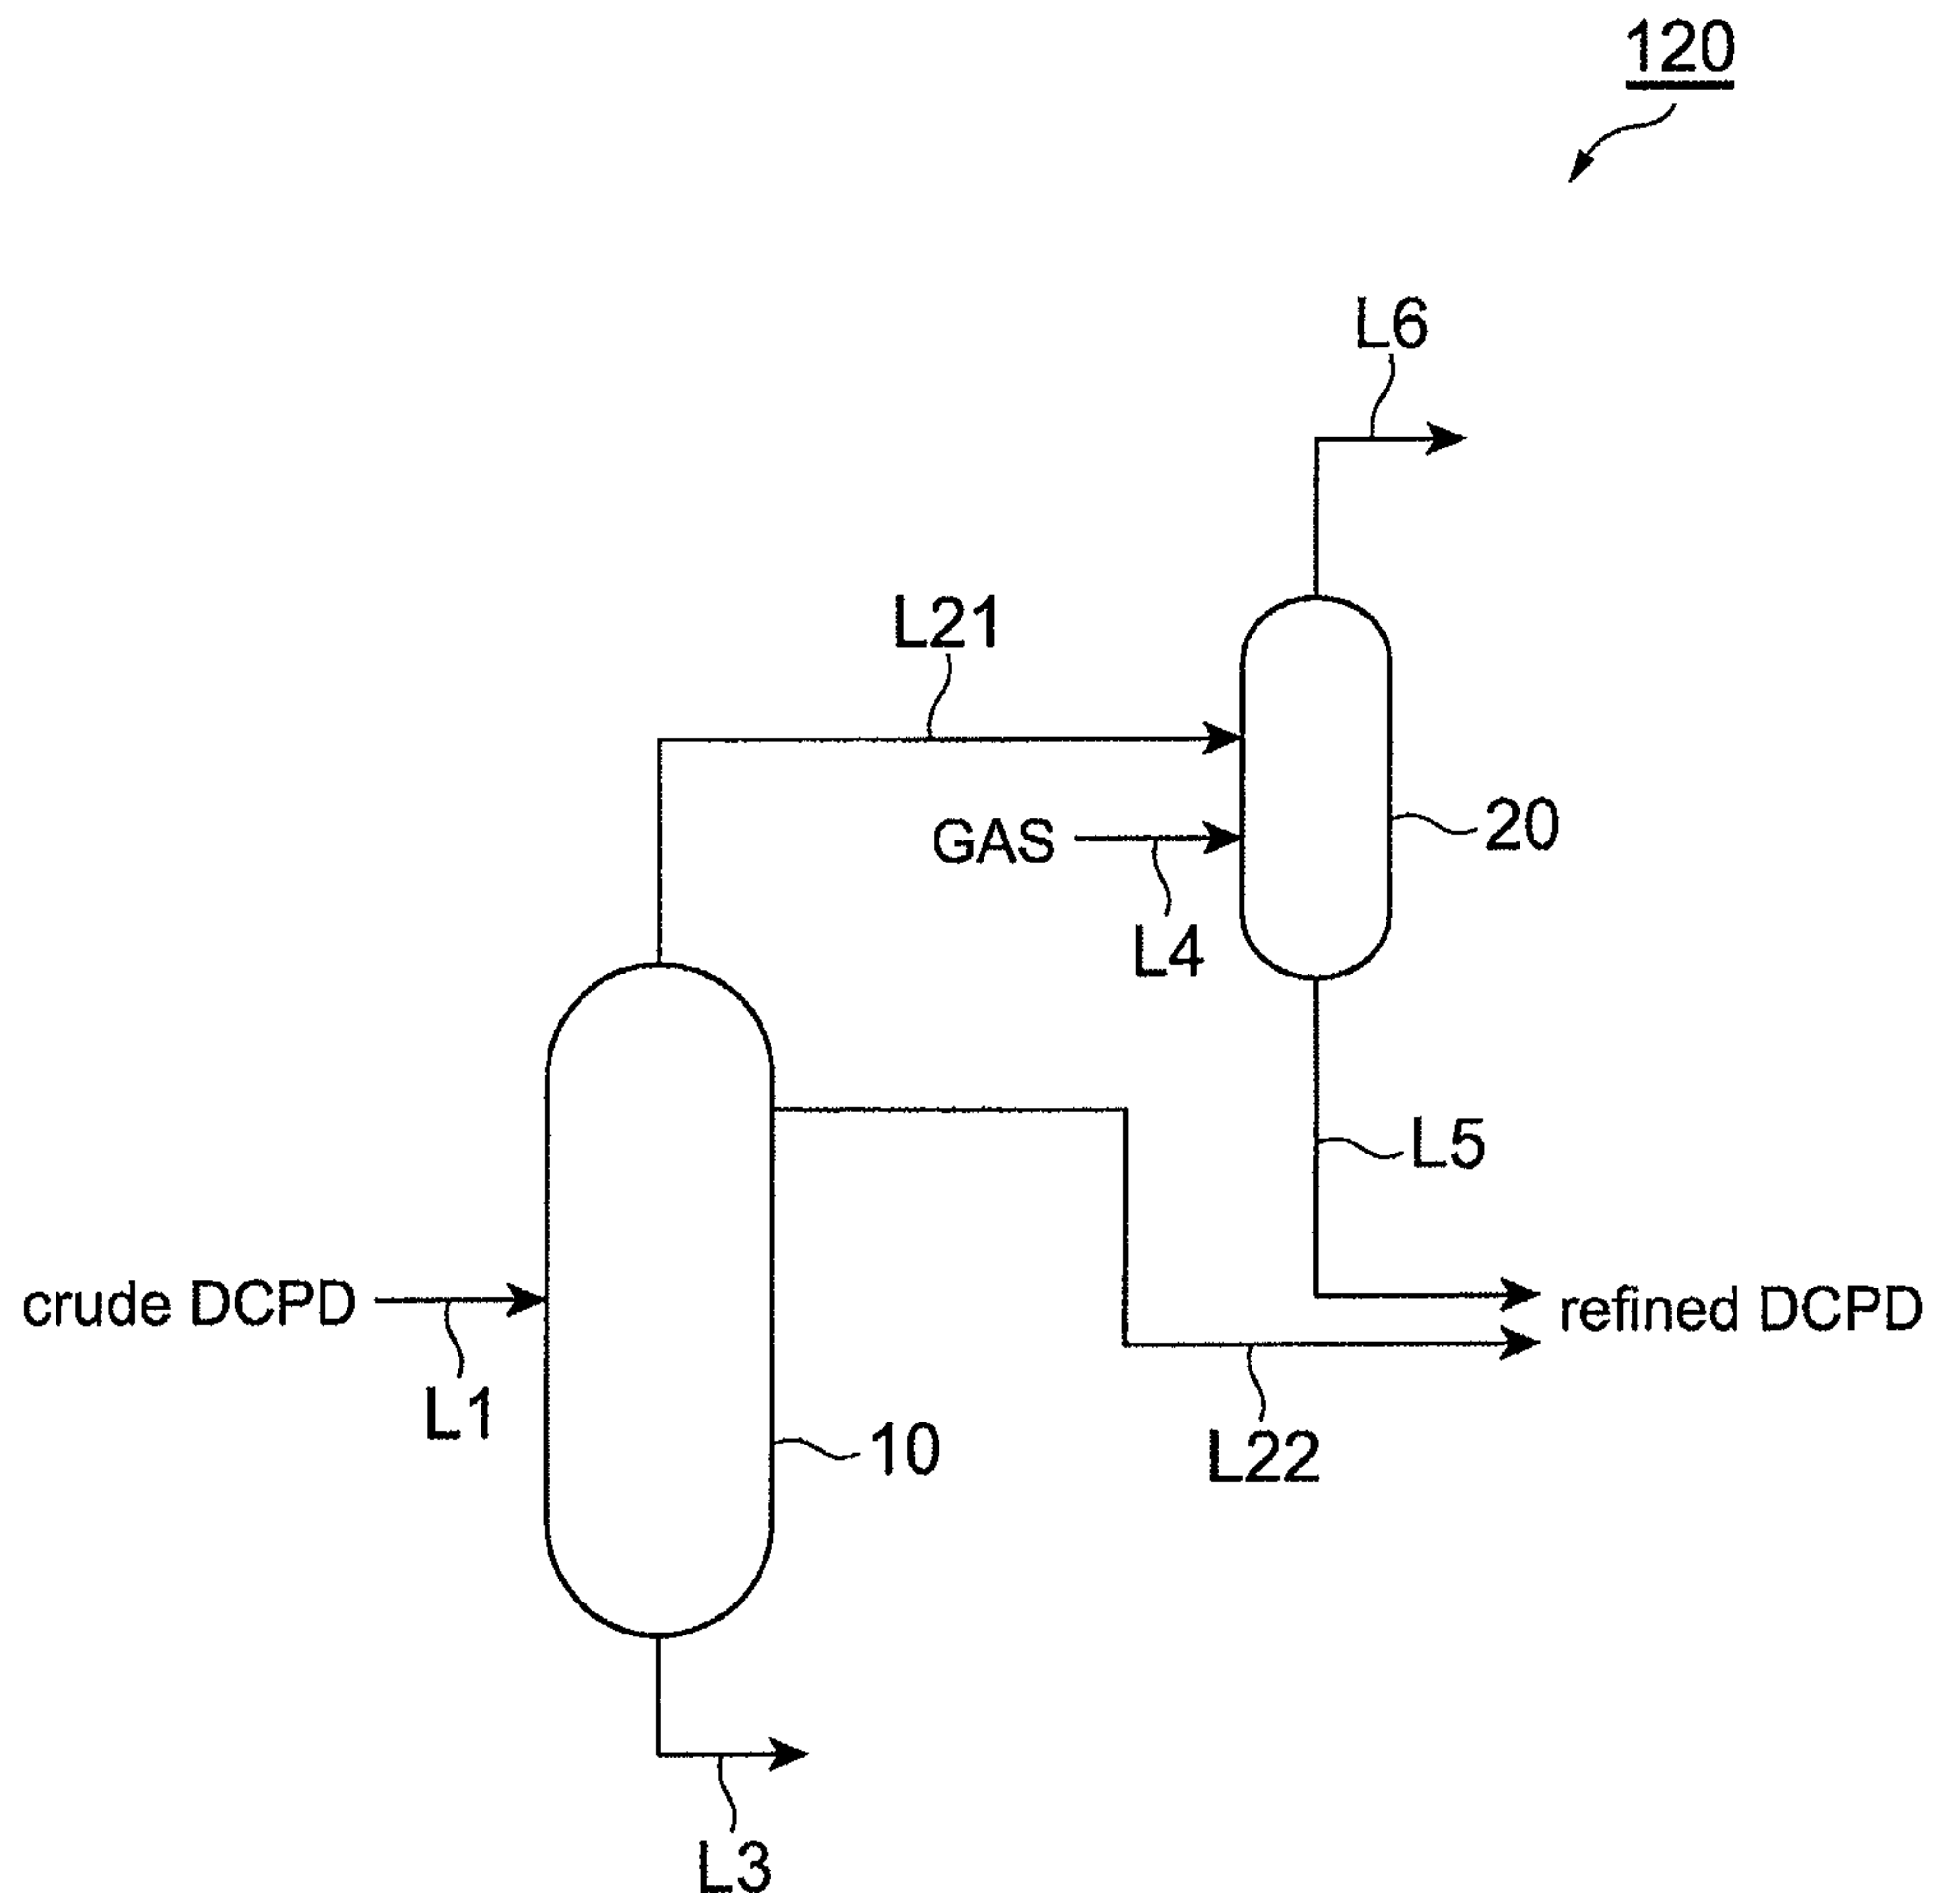 120
L6
L21
GAS
20
L4
L5
crude DCPD
refined DCPD
L1
10
L22
L3